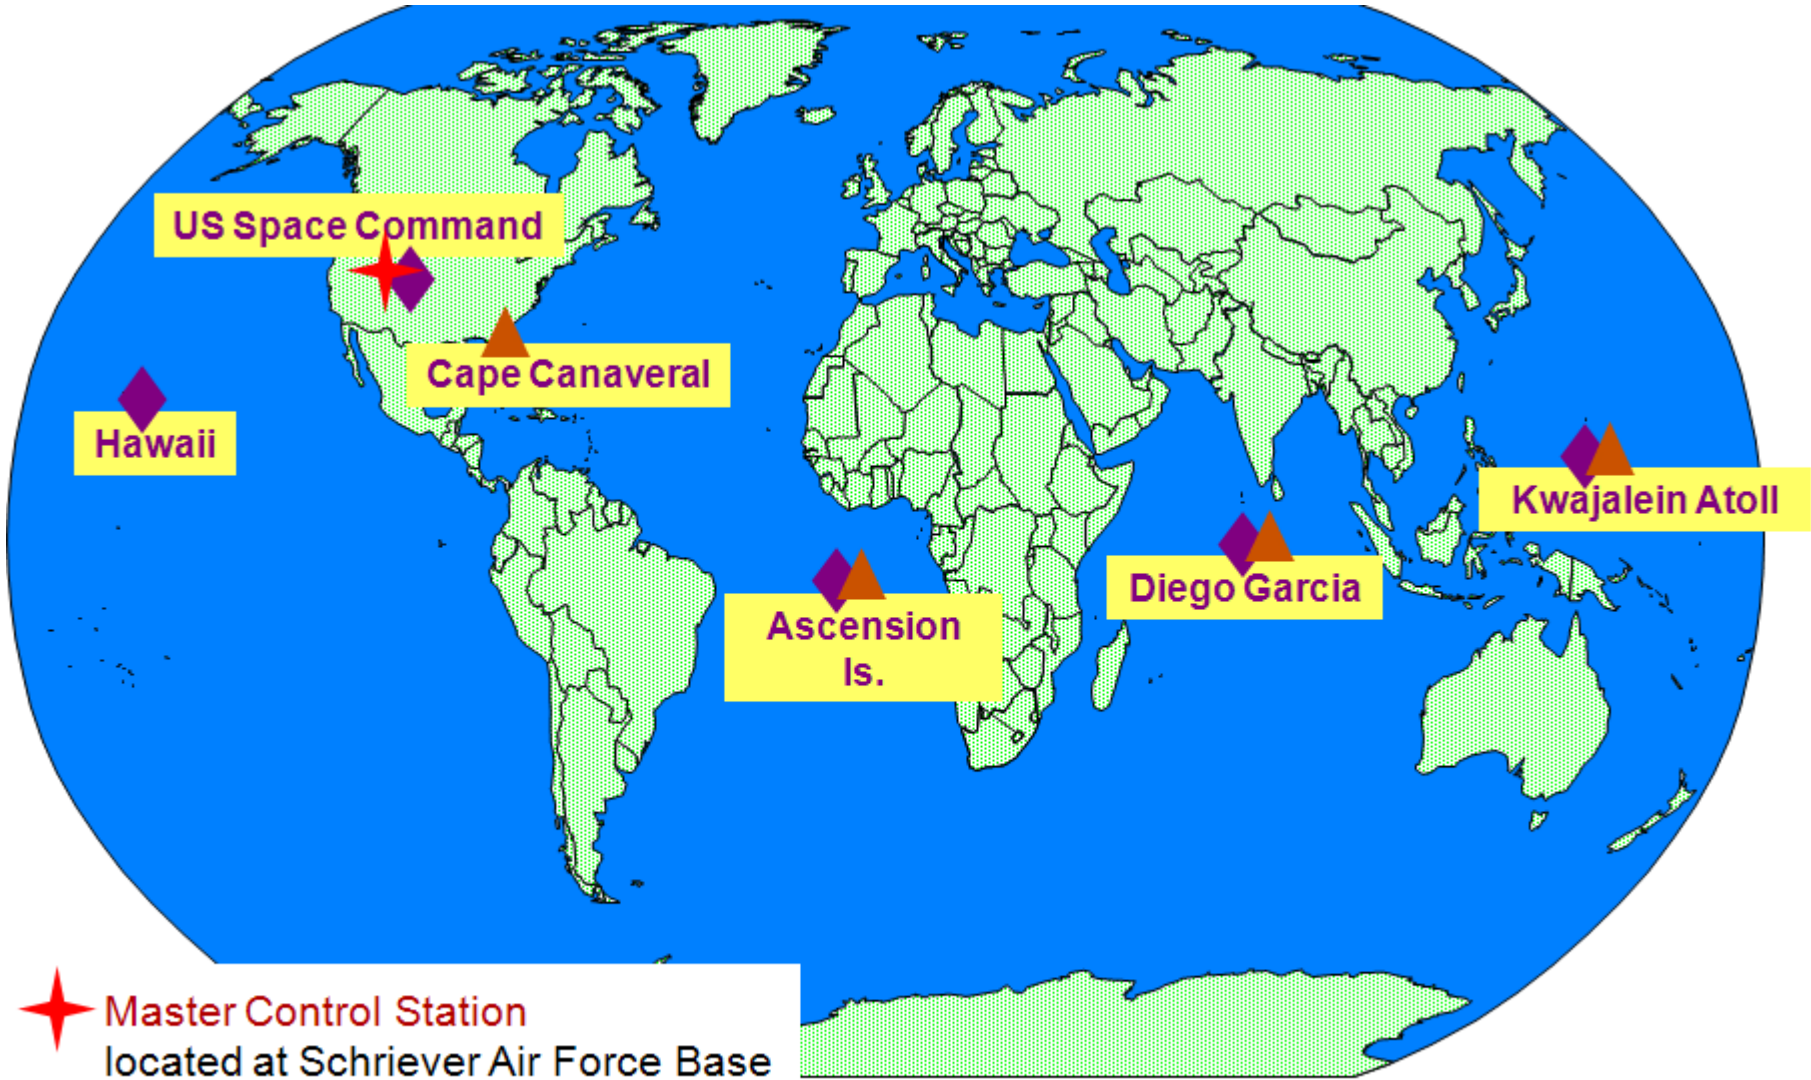 US Space Command
Cape Canaveral
Hawaii
Kwajalein Atoll
Diego Garcia
Ascension
Is.
Master Control Station
located at Schriever Air Force Base